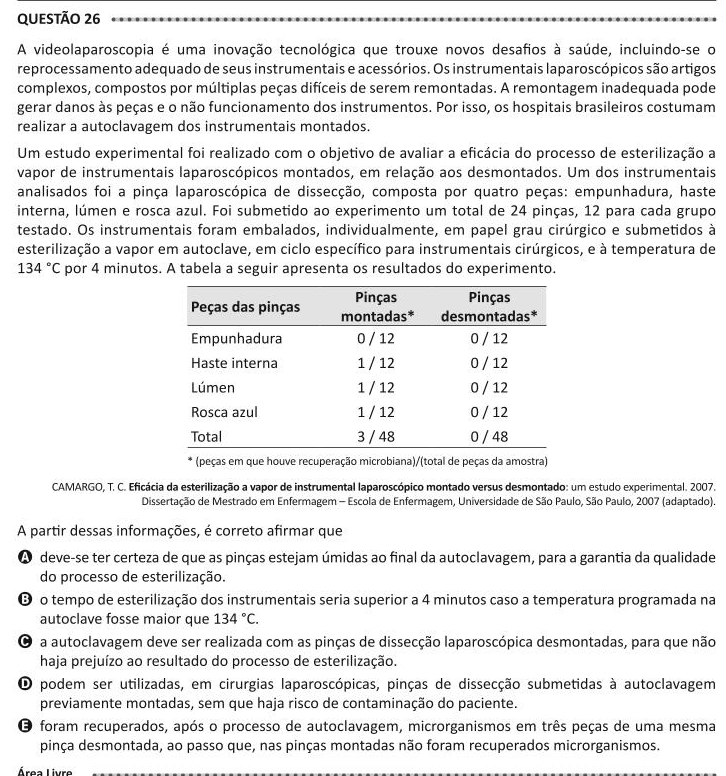 QUESTÃO 26
A videolaparoscopia é uma inovação tecnológica que trouxe novos desafios à saúde, incluindo-se o
reprocessamento adequado de seus instrumentais e acessórios. Os instrumentais laparoscópicos são artigos
complexos, compostos por múltiplas peças difíceis de serem remontadas. A remontagem inadequada pode
gerar danos às peças e o não funcionamento dos instrumentos. Por isso, os hospitais brasileiros costumam
realizar a autoclavagem dos instrumentais montados.
Um estudo experimental foi realizado com o objetivo de avaliar a eficácia do processo de esterilização a
vapor de instrumentais laparoscópicos montados, em relação aos desmontados. Um dos instrumentais
analisados foi a pinça laparoscópica de dissecção, composta por quatro peças: empunhadura, haste
interna, lúmen e rosca azul. Foi submetido ao experimento um total de 24 pinças, 12 para cada grupo
testado. Os instrumentais foram embalados, individualmente, em papel grau cirúrgico e submetidos à
esterilização a vapor em autoclave, em ciclo específico para instrumentais cirúrgicos, e à temperatura de
134 °C por 4 minutos. A tabela a seguir apresenta os resultados do experimento.
Peças das pinças Pinças montadas* Pinças desmontadas*
Empunhadura 0 / 12 0 / 12
Haste interna 1 / 12 0 / 12
Lúmen 1 / 12 0 / 12
Rosca azul 1 / 12 0 / 12
Total 3 / 48 0 / 48
* (peças em que houve recuperação microbiana)/(total de peças da amostra)
CAMARGO, T. C. Eficácia da esterilização a vapor de instrumental laparoscópico montado versus desmontado: um estudo experimental. 2007.
Dissertação de Mestrado em Enfermagem – Escola de Enfermagem, Universidade de São Paulo, São Paulo, 2007 (adaptado).
A partir dessas informações, é correto afirmar que
A deve-se ter certeza de que as pinças estejam úmidas ao final da autoclavagem, para a garantia da qualidade
do processo de esterilização.
B o tempo de esterilização dos instrumentais seria superior a 4 minutos caso a temperatura programada na
autoclave fosse maior que 134 °C.
C a autoclavagem deve ser realizada com as pinças de dissecção laparoscópica desmontadas, para que não
haja prejuízo ao resultado do processo de esterilização.
D podem ser utilizadas, em cirurgias laparoscópicas, pinças de dissecção submetidas à autoclavagem
previamente montadas, sem que haja risco de contaminação do paciente.
E foram recuperados, após o processo de autoclavagem, microrganismos em três peças de uma mesma
pinça desmontada, ao passo que, nas pinças montadas não foram recuperados microrganismos.
Área Livre